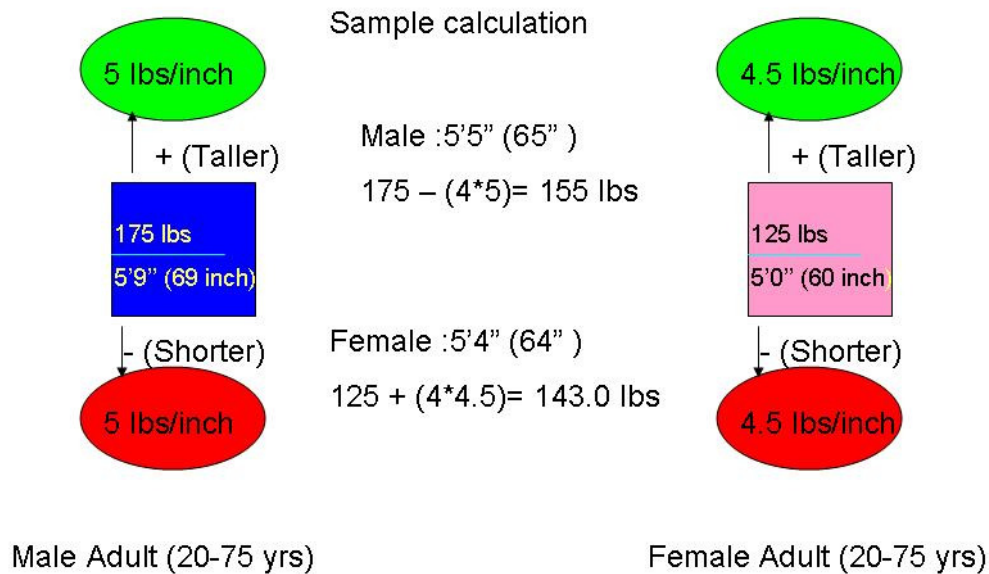 Sample calculation
5 lbs/inch
+ (Taller)
175 lbs
5’9” (69 inch)
- (Shorter)
5 lbs/inch
Male Adult (20-75 yrs)
Male :5’5” (65” )
175 – (4*5)= 155 lbs
Female :5’4” (64” )
125 + (4*4.5)= 143.0 lbs
4.5 lbs/inch
+ (Taller)
125 lbs
5’0” (60 inch)
- (Shorter)
4.5 lbs/inch
Female Adult (20-75 yrs)